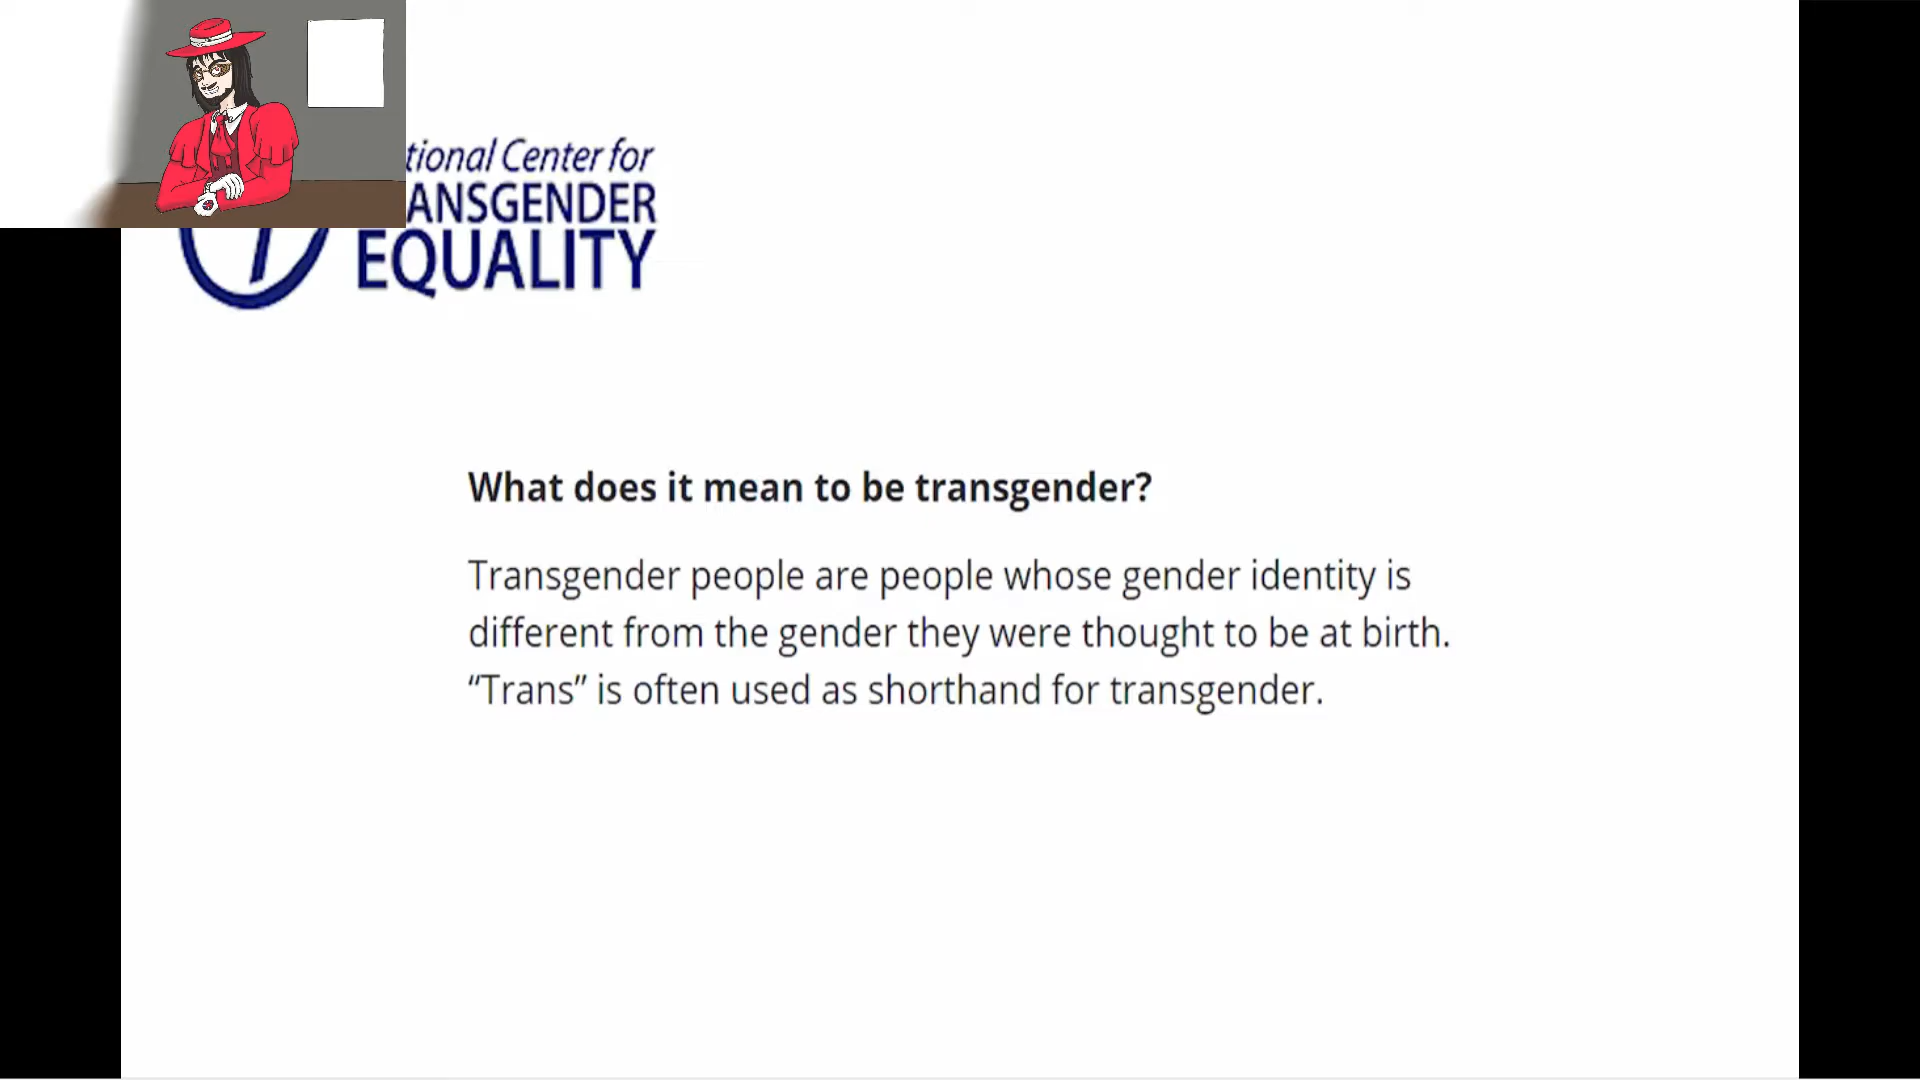 tional Center for
ANSGENDER
EQUALITY
What does it mean to be transgender?
Transgender people are people whose gender identity is
different from the gender they were thought to be at birth.
“Trans” is often used as shorthand for transgender.